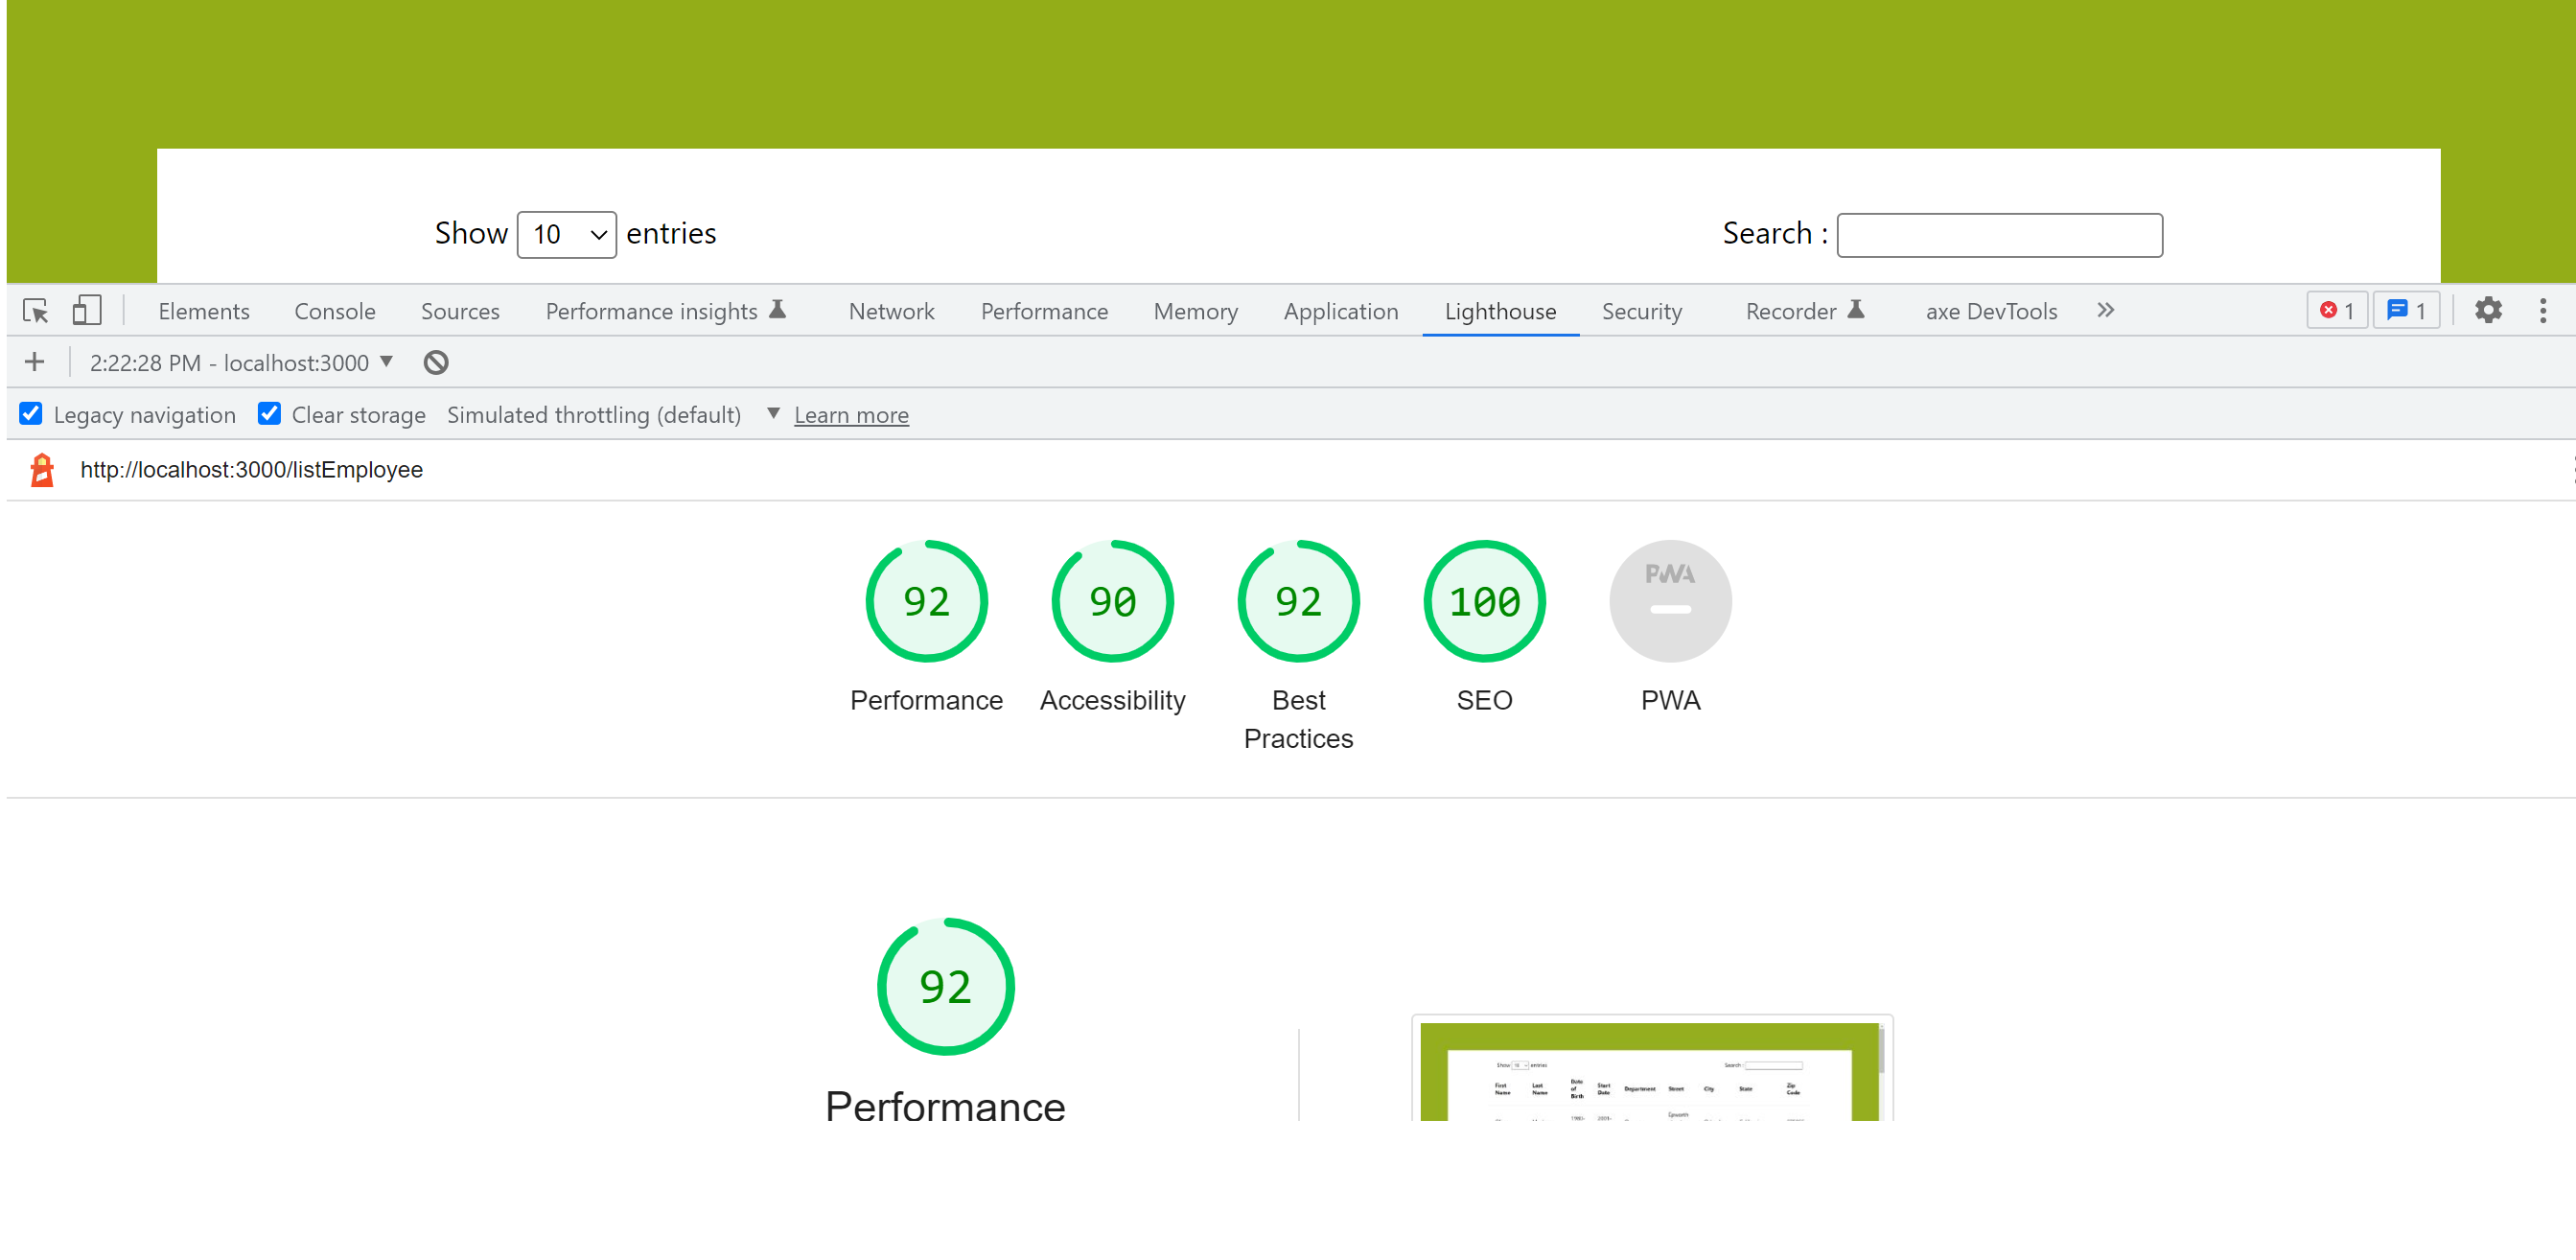 Show 10 entries Search :
Elements Console Sources Performance insights Network Performance Memory Application Lighthouse Security Recorder axe DevTools 1 1
2:22:28 PM - localhost:3000
Legacy navigation Clear storage Simulated throttling (default) Learn more
http://localhost:3000/listEmployee
92 90 92 100 PWA
Performance Accessibility Best Practices SEO PWA
92
Performance
Show 10 entries Search :
First Name Last Name Date of Birth Start Date Department Street City State Zip Code